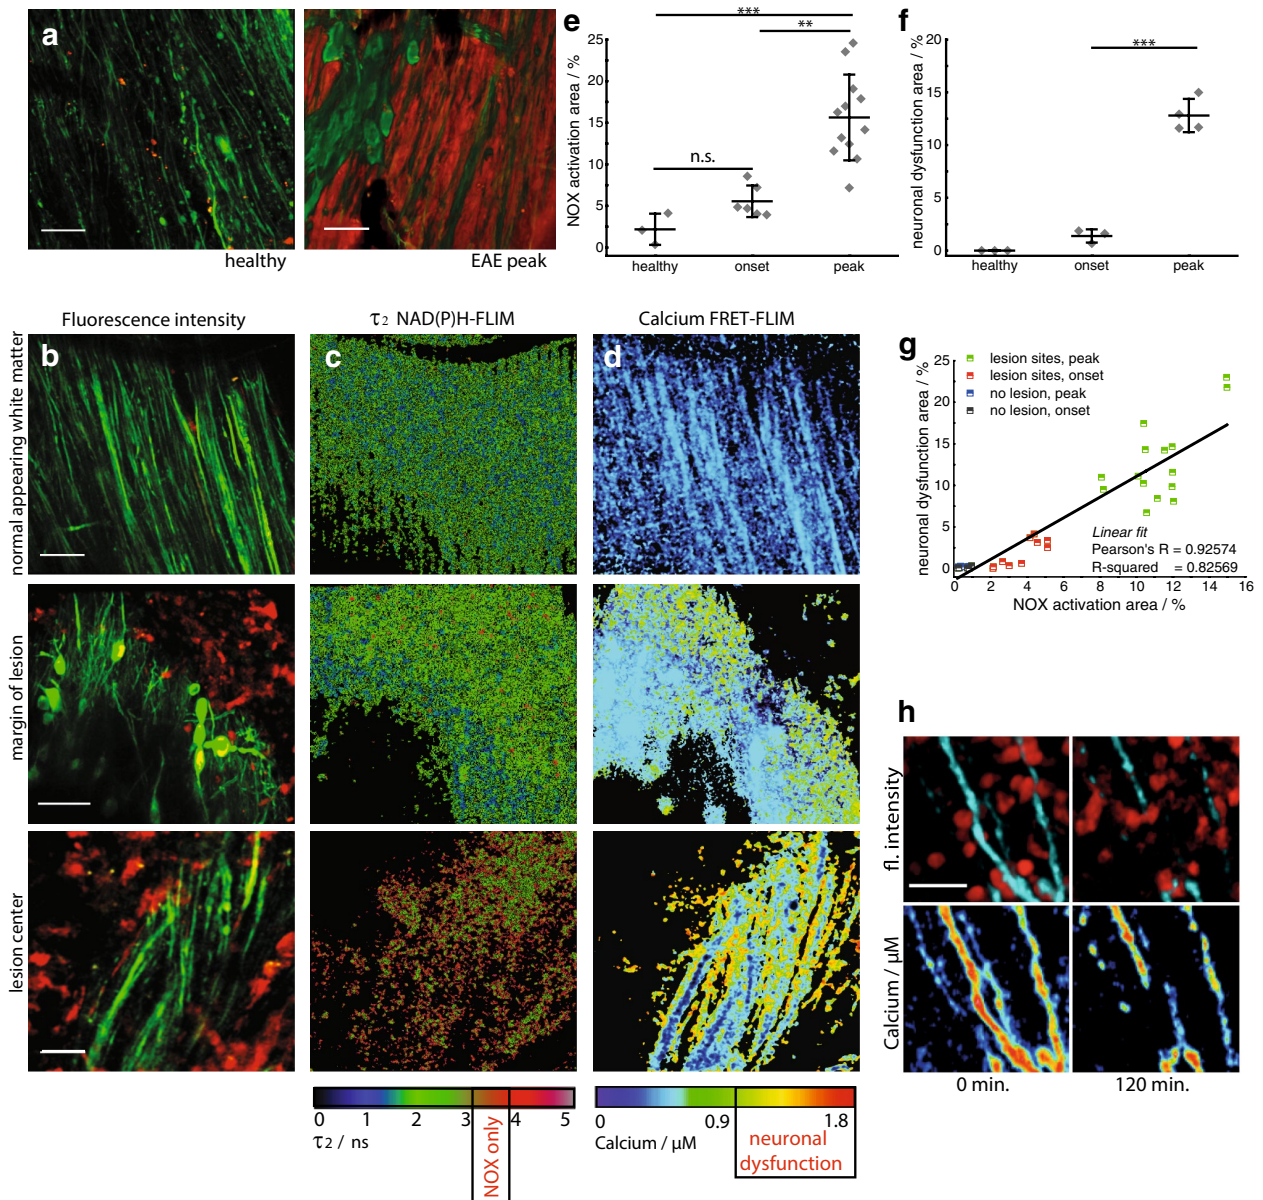 a
healthy
EAE peak
e
***
**
n.s.
NOX activation area / %
25
20
15
10
5
0
healthy onset peak
f
***
neuronal dysfunction area / %
20
15
10
5
0
healthy onset peak
Fluorescence intensity
τ2 NAD(P)H-FLIM
Calcium FRET-FLIM
b
c
d
normal appearing white matter
margin of lesion
lesion center
0 1 2 3 4 5
τ2 / ns
NOX only
0 0.9 1.8
Calcium / µM
neuronal
dysfunction
g
lesion sites, peak
lesion sites, onset
no lesion, peak
no lesion, onset
neuronal dysfunction area / %
25
20
15
10
5
0
Linear fit
Pearson's R = 0.92574
R-squared = 0.82569
0 2 4 6 8 10 12 14 16
NOX activation area / %
h
fl. intensity
Calcium / µM
0 min.
120 min.